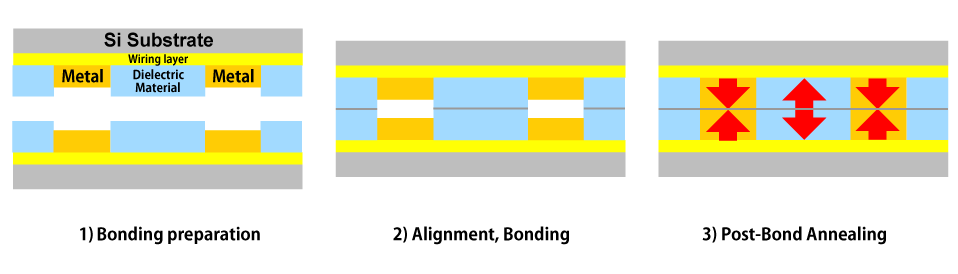 Si Substrate
Wiring layer
Metal
Dielectric
Material
Metal
1) Bonding preparation
2) Alignment, Bonding
3) Post-Bond Annealing